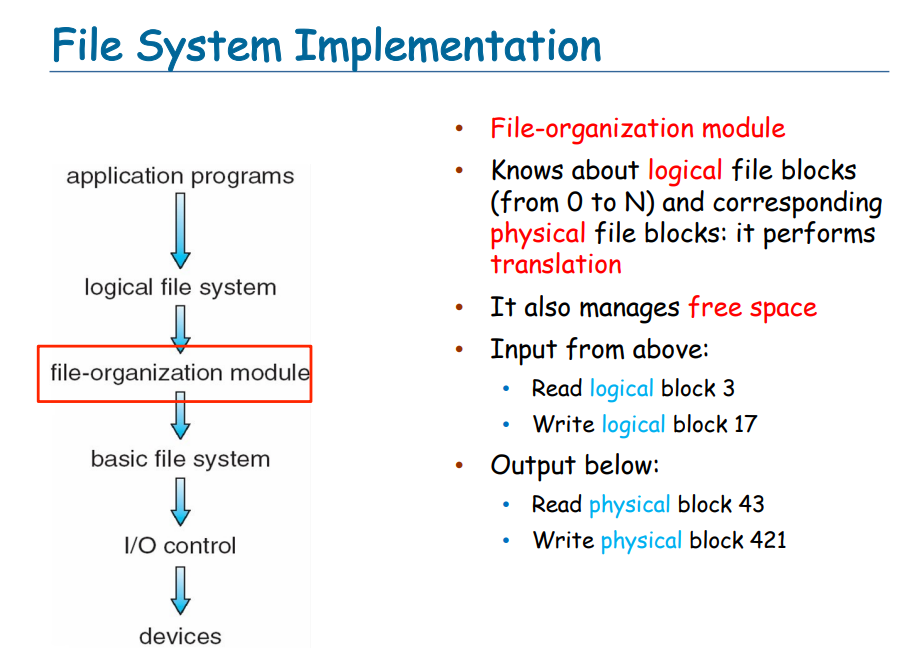 File System Implementation
application programs
logical file system
file-organization module
basic file system
I/O control
devices
• File-organization module
• Knows about logical file blocks
(from 0 to N) and corresponding
physical file blocks: it performs
translation
• It also manages free space
• Input from above:
• Read logical block 3
• Write logical block 17
• Output below:
• Read physical block 43
• Write physical block 421